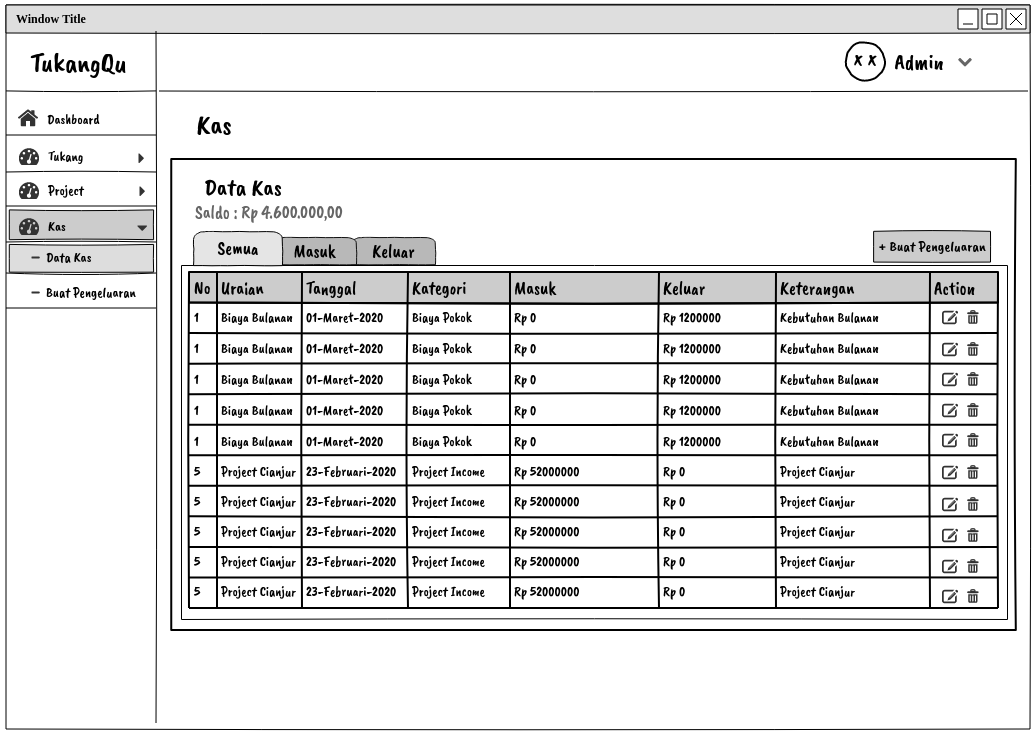 Window Title
TukangQu
Admin
Dashboard
Tukang
Project
Kas
– Data Kas
– Buat Pengeluaran
Kas
Data Kas
Saldo : Rp 4.600.000,00
Semua Masuk Keluar
+ Buat Pengeluaran
No Uraian Tanggal Kategori Masuk Keluar Keterangan Action
1 Biaya Bulanan 01-Maret-2020 Biaya Pokok Rp 0 Rp 1200000 Kebutuhan Bulanan
1 Biaya Bulanan 01-Maret-2020 Biaya Pokok Rp 0 Rp 1200000 Kebutuhan Bulanan
1 Biaya Bulanan 01-Maret-2020 Biaya Pokok Rp 0 Rp 1200000 Kebutuhan Bulanan
1 Biaya Bulanan 01-Maret-2020 Biaya Pokok Rp 0 Rp 1200000 Kebutuhan Bulanan
1 Biaya Bulanan 01-Maret-2020 Biaya Pokok Rp 0 Rp 1200000 Kebutuhan Bulanan
5 Project Cianjur 23-Februari-2020 Project Income Rp 52000000 Rp 0 Project Cianjur
5 Project Cianjur 23-Februari-2020 Project Income Rp 52000000 Rp 0 Project Cianjur
5 Project Cianjur 23-Februari-2020 Project Income Rp 52000000 Rp 0 Project Cianjur
5 Project Cianjur 23-Februari-2020 Project Income Rp 52000000 Rp 0 Project Cianjur
5 Project Cianjur 23-Februari-2020 Project Income Rp 52000000 Rp 0 Project Cianjur